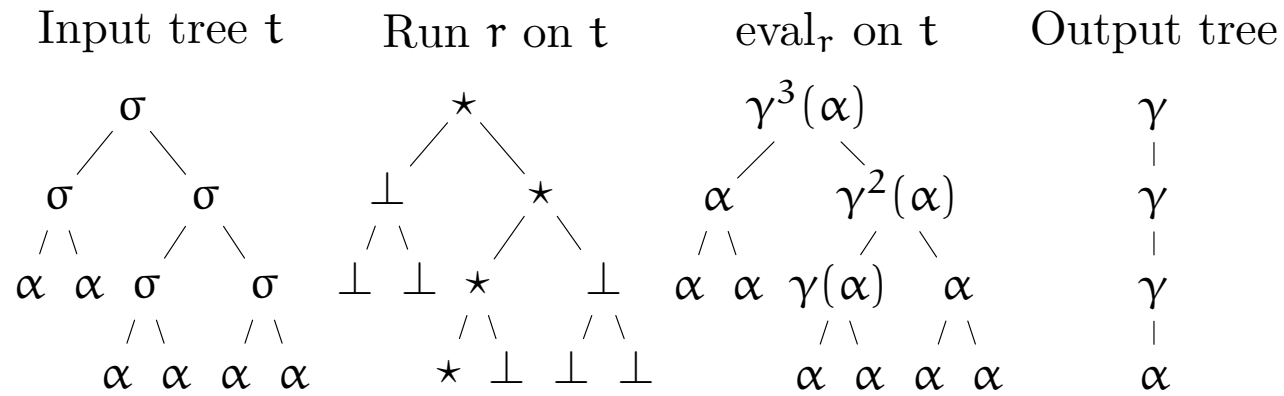 Input tree t Run r on t eval_r on t Output tree
σ ⋆ γ³(α) γ
σ σ ⊥ ⋆ α γ²(α) γ
α α σ σ ⊥ ⊥ ⋆ ⊥ α α γ(α) α γ
α α α α ⋆ ⊥ ⊥ ⊥ α α α α α